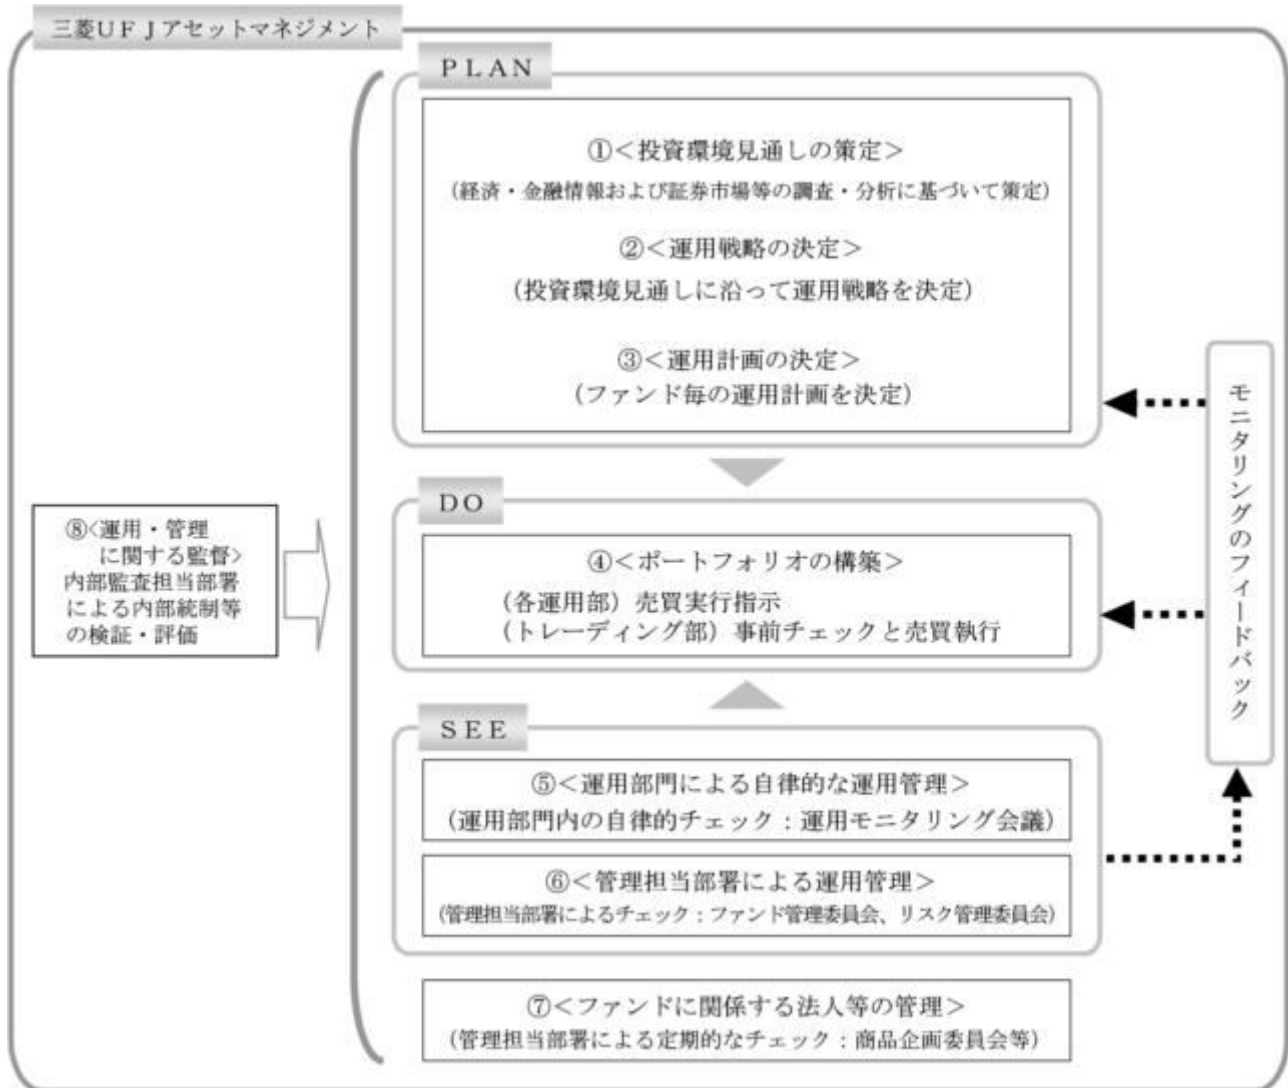 三菱UFJアセットマネジメント
PLAN
①<投資環境見通しの策定>
(経済・金融情報および証券市場等の調査・分析に基づいて策定)
②<運用戦略の決定>
(投資環境見通しに沿って運用戦略を決定)
③<運用計画の決定>
(ファンド毎の運用計画を決定)
DO
④<ポートフォリオの構築>
(各運用部)売買実行指示
(トレーディング部)事前チェックと売買執行
SEE
⑤<運用部門による自律的な運用管理>
(運用部門内の自律的チェック:運用モニタリング会議)
⑥<管理担当部署による運用管理>
(管理担当部署によるチェック:ファンド管理委員会、リスク管理委員会)
⑦<ファンドに関係する法人等の管理>
(管理担当部署による定期的なチェック:商品企画委員会等)
⑧<運用・管理
に関する監督>
内部監査担当部署
による内部統制等
の検証・評価
モニタリングのフィードバック